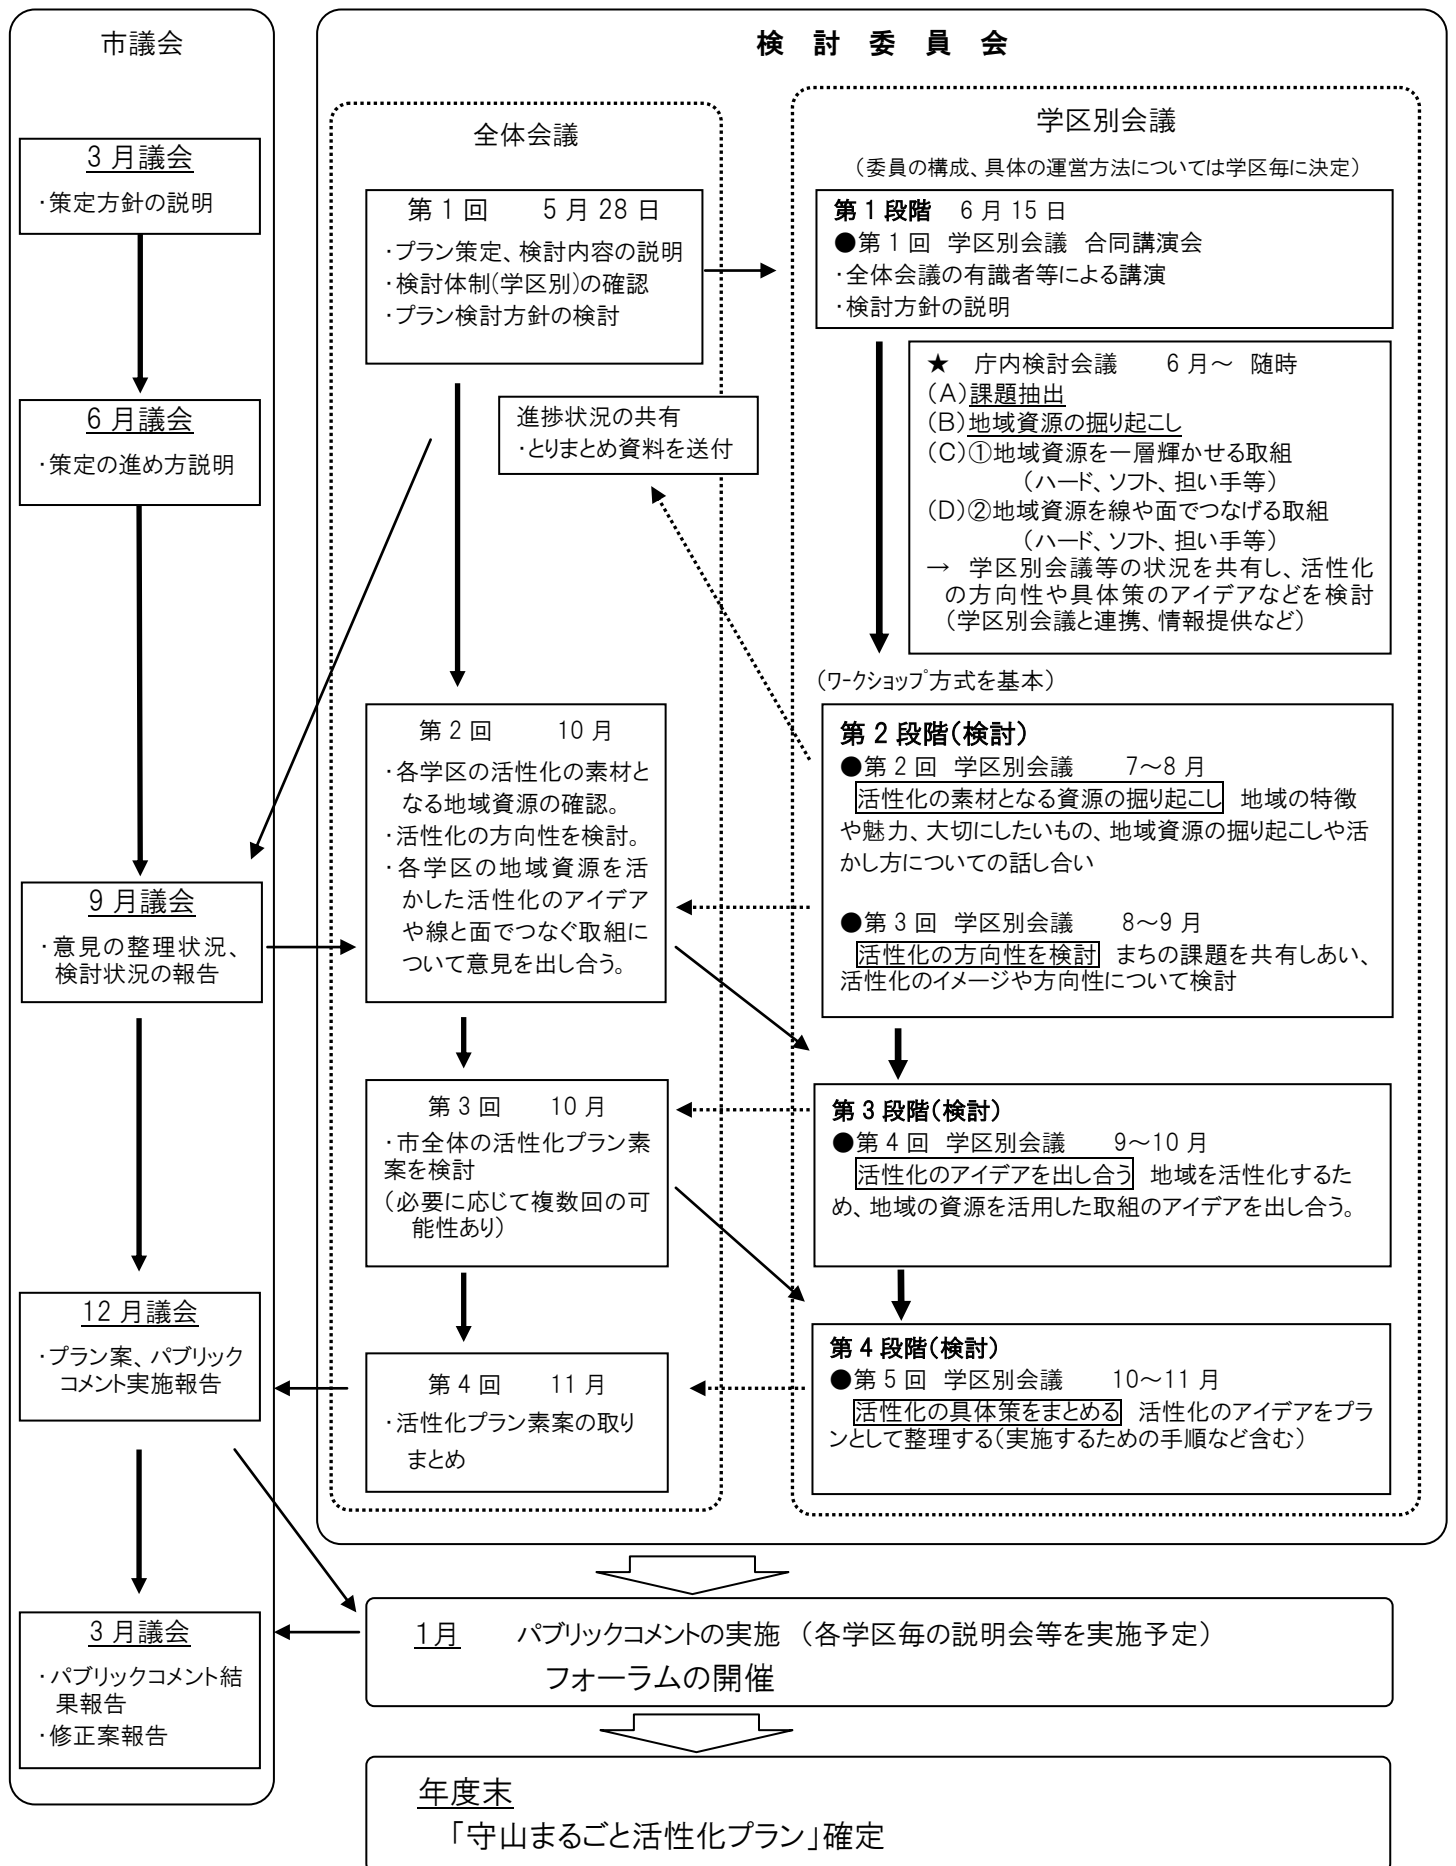 市議会
3月議会
・策定方針の説明
6月議会
・策定の進め方説明
9月議会
・意見の整理状況、
検討状況の報告
12月議会
・プラン案、パブリック
コメント実施報告
3月議会
・パブリックコメント結
果報告
・修正案報告
検 討 委 員 会
全体会議
第1回 5月28日
・プラン策定、検討内容の説明
・検討体制(学区別)の確認
・プラン検討方針の検討
進捗状況の共有
・とりまとめ資料を送付
第2回 10月
・各学区の活性化の素材と
なる地域資源の確認。
・活性化の方向性を検討。
・各学区の地域資源を活
かした活性化のアイデア
や線と面でつなぐ取組に
ついて意見を出し合う。
第3回 10月
・市全体の活性化プラン素
案を検討
(必要に応じて複数回の可
能性あり)
第4回 11月
・活性化プラン素案の取り
まとめ
学区別会議
(委員の構成、具体の運営方法については学区毎に決定)
第1段階 6月15日
●第1回 学区別会議 合同講演会
・全体会議の有識者等による講演
・検討方針の説明
★ 庁内検討会議 6月～ 随時
(A)課題抽出
(B)地域資源の掘り起こし
(C)①地域資源を一層輝かせる取組
(ハード、ソフト、担い手等)
(D)②地域資源を線や面でつなげる取組
(ハード、ソフト、担い手等)
→ 学区別会議等の状況を共有し、活性化
の方向性や具体策のアイデアなどを検討
(学区別会議と連携、情報提供など)
(ワークショップ方式を基本)
第2段階(検討)
●第2回 学区別会議 7～8月
活性化の素材となる資源の掘り起こし 地域の特徴
や魅力、大切にしたいもの、地域資源の掘り起こしや活
かし方についての話し合い
●第3回 学区別会議 8～9月
活性化の方向性を検討 まちの課題を共有しあい、
活性化のイメージや方向性について検討
第3段階(検討)
●第4回 学区別会議 9～10月
活性化のアイデアを出し合う 地域を活性化するた
め、地域の資源を活用した取組のアイデアを出し合う。
第4段階(検討)
●第5回 学区別会議 10～11月
活性化の具体策をまとめる 活性化のアイデアをプラ
ンとして整理する(実施するための手順など含む)
1月 パブリックコメントの実施 (各学区毎の説明会等を実施予定)
フォーラムの開催
年度末
「守山まるごと活性化プラン」確定